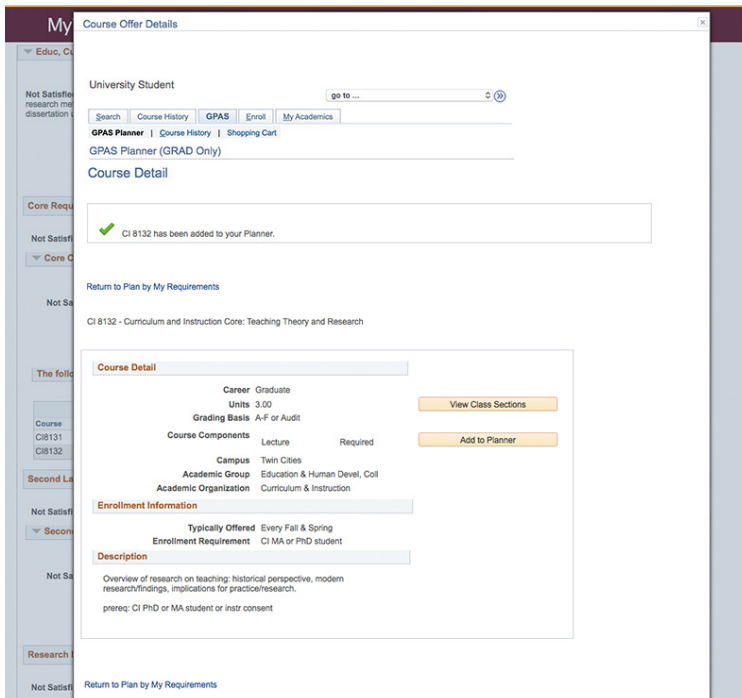 My
Course Offer Details
Educ, Cu
University Student
go to ...
Not Satisfied
research me
dissertation
Search Course History GPAS Enroll My Academics
GPAS Planner | Course History | Shopping Cart
GPAS Planner (GRAD Only)
Course Detail
Core Requ
CI 8132 has been added to your Planner.
Not Satisfi
Core C
Return to Plan by My Requirements
Not Sa
CI 8132 - Curriculum and Instruction Core: Teaching Theory and Research
The follo
Course Detail
Career Graduate
Units 3.00
View Class Sections
Grading Basis A-F or Audit
Course
CI8131
CI8132
Course Components
Lecture Required
Add to Planner
Campus Twin Cities
Academic Group Education & Human Devel, Coll
Academic Organization Curriculum & Instruction
Second La
Enrollment Information
Not Satisfi
Typically Offered Every Fall & Spring
Secon
Enrollment Requirement CI MA or PhD student
Description
Not Sa
Overview of research on teaching: historical perspective, modern
research/findings, implications for practice/research.
prereq: CI PhD or MA student or instr consent
Research
Return to Plan by My Requirements
Not Satisfi